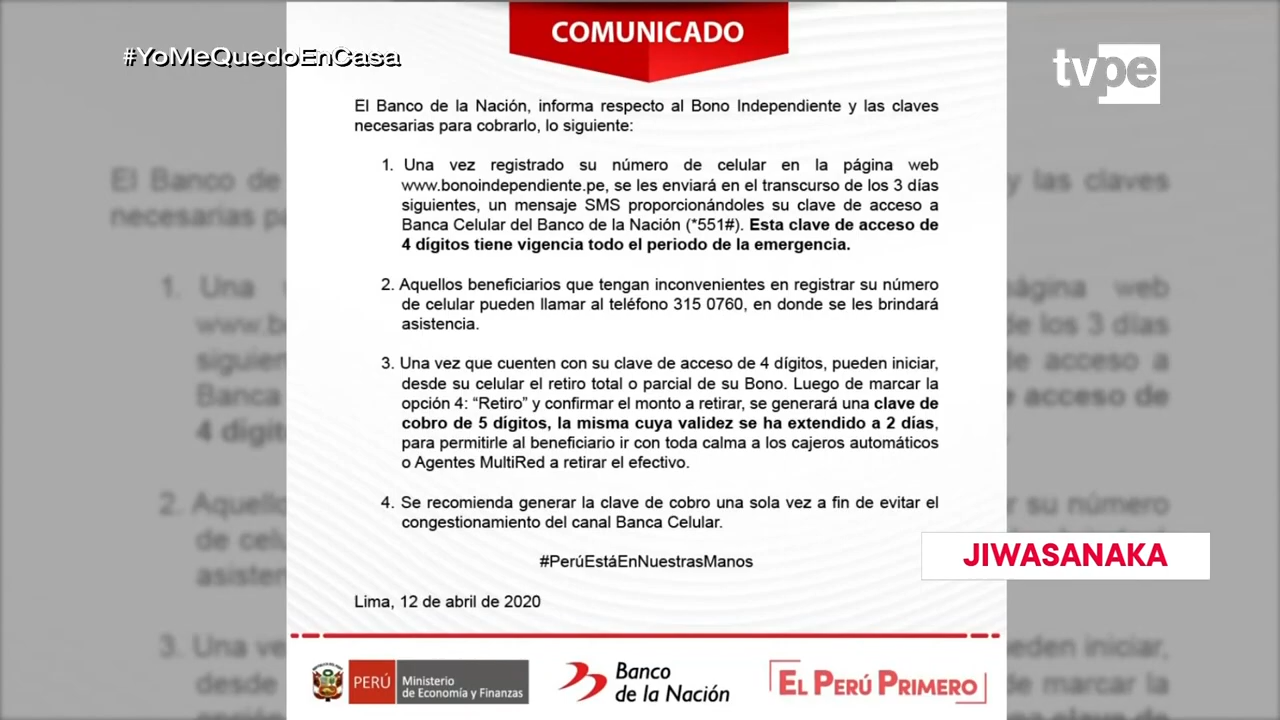 COMUNICADO
#YoMeQuedoEnCasa
tvpe
El Banco de la Nación, informa respecto al Bono Independiente y las claves
necesarias para cobrarlo, lo siguiente:
1. Una vez registrado su número de celular en la página web
www.bonoindependiente.pe, se les enviará en el transcurso de los 3 días
siguientes, un mensaje SMS proporcionándoles su clave de acceso a
Banca Celular del Banco de la Nación (*551#). Esta clave de acceso de
4 dígitos tiene vigencia todo el periodo de la emergencia.
2. Aquellos beneficiarios que tengan inconvenientes en registrar su número
de celular pueden llamar al teléfono 315 0760, en donde se les brindará
asistencia.
3. Una vez que cuenten con su clave de acceso de 4 dígitos, pueden iniciar,
desde su celular el retiro total o parcial de su Bono. Luego de marcar la
opción 4: “Retiro” y confirmar el monto a retirar, se generará una clave de
cobro de 5 dígitos, la misma cuya validez se ha extendido a 2 días,
para permitirle al beneficiario ir con toda calma a los cajeros automáticos
o Agentes MultiRed a retirar el efectivo.
4. Se recomienda generar la clave de cobro una sola vez a fin de evitar el
congestionamiento del canal Banca Celular.
JIWASANAKA
#PerúEstáEnNuestrasManos
Lima, 12 de abril de 2020
PERÚ
Ministerio
de Economía y Finanzas
Banco
de la Nación
EL PERÚ PRIMERO